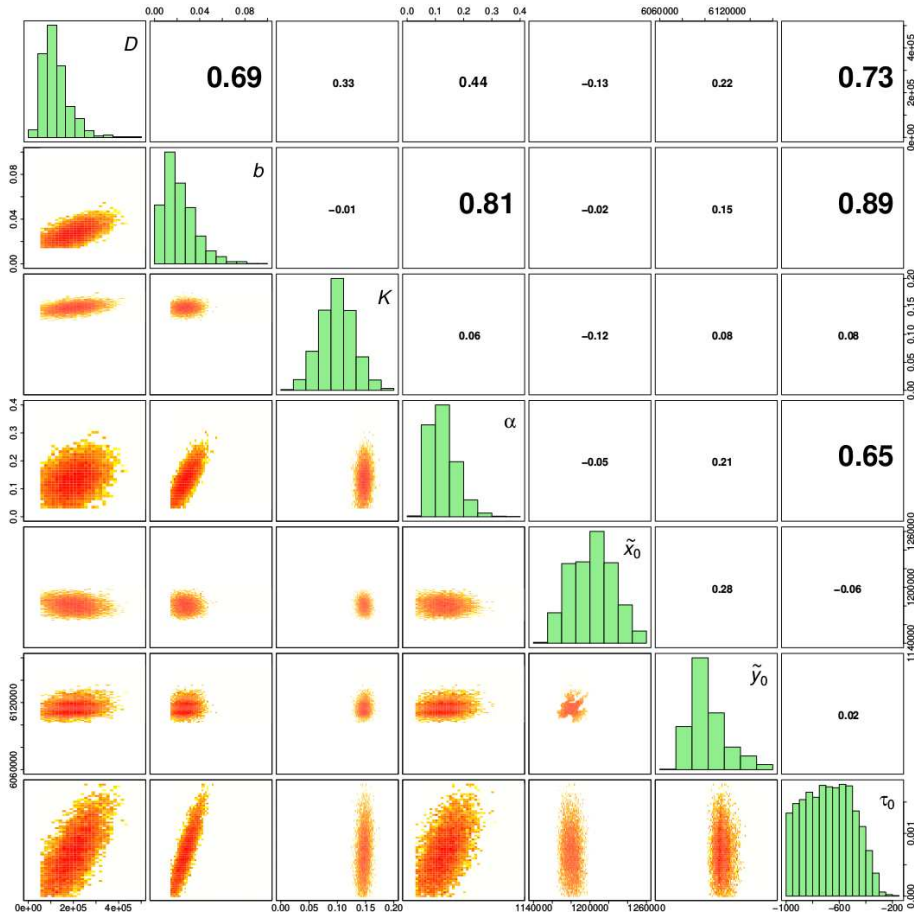 0.00 0.04 0.08 0.0 0.1 0.2 0.3 0.4 6060000 6120000
D 0.69 0.33 0.44 −0.13 0.22 0.73 0e+00 2e+05 4e+05
0.00 0.04 0.08 b −0.01 0.81 −0.02 0.15 0.89
K 0.06 −0.12 0.08 0.08 0.00 0.05 0.10 0.15 0.20
0.0 0.1 0.2 0.3 0.4 α −0.05 0.21 0.65
x̃₀ 0.28 −0.06 1140000 1200000 1260000
6060000 6120000 ỹ₀ 0.02
τ₀ 0.000 0.001
0e+00 2e+05 4e+05 0.00 0.05 0.10 0.15 0.20 1140000 1200000 1260000 −1000 −600 −200